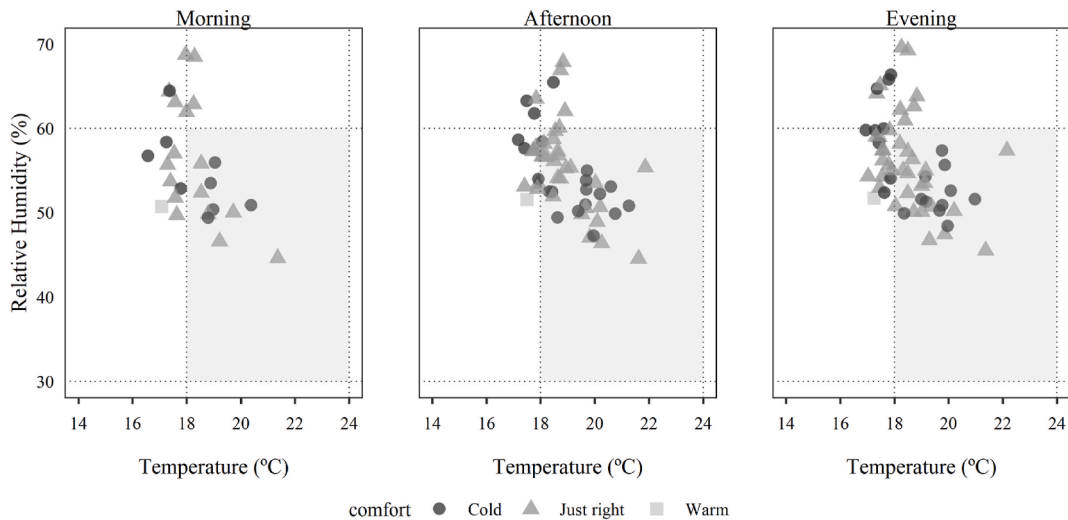 Morning
Afternoon
Evening
Relative Humidity (%)
70
60
50
40
30
14 16 18 20 22 24
14 16 18 20 22 24
14 16 18 20 22 24
Temperature (ºC)
Temperature (ºC)
Temperature (ºC)
comfort Cold Just right Warm